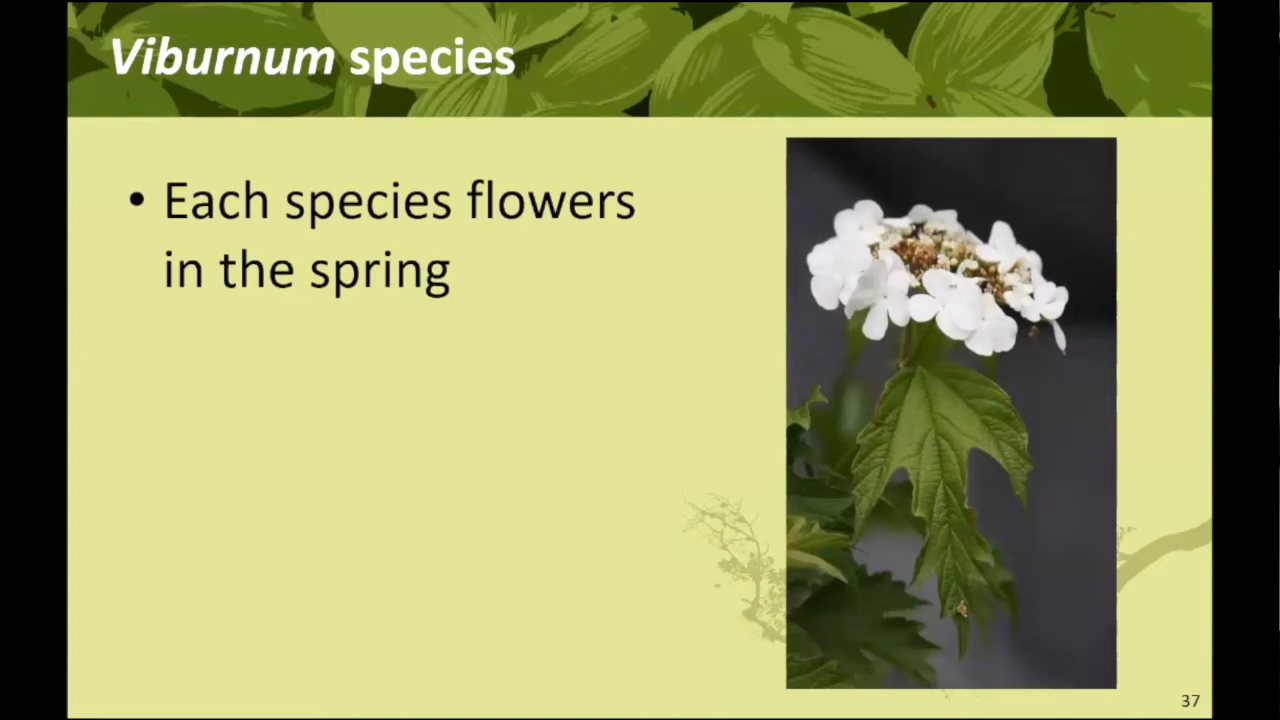 Viburnum species
• Each species flowers
in the spring
37